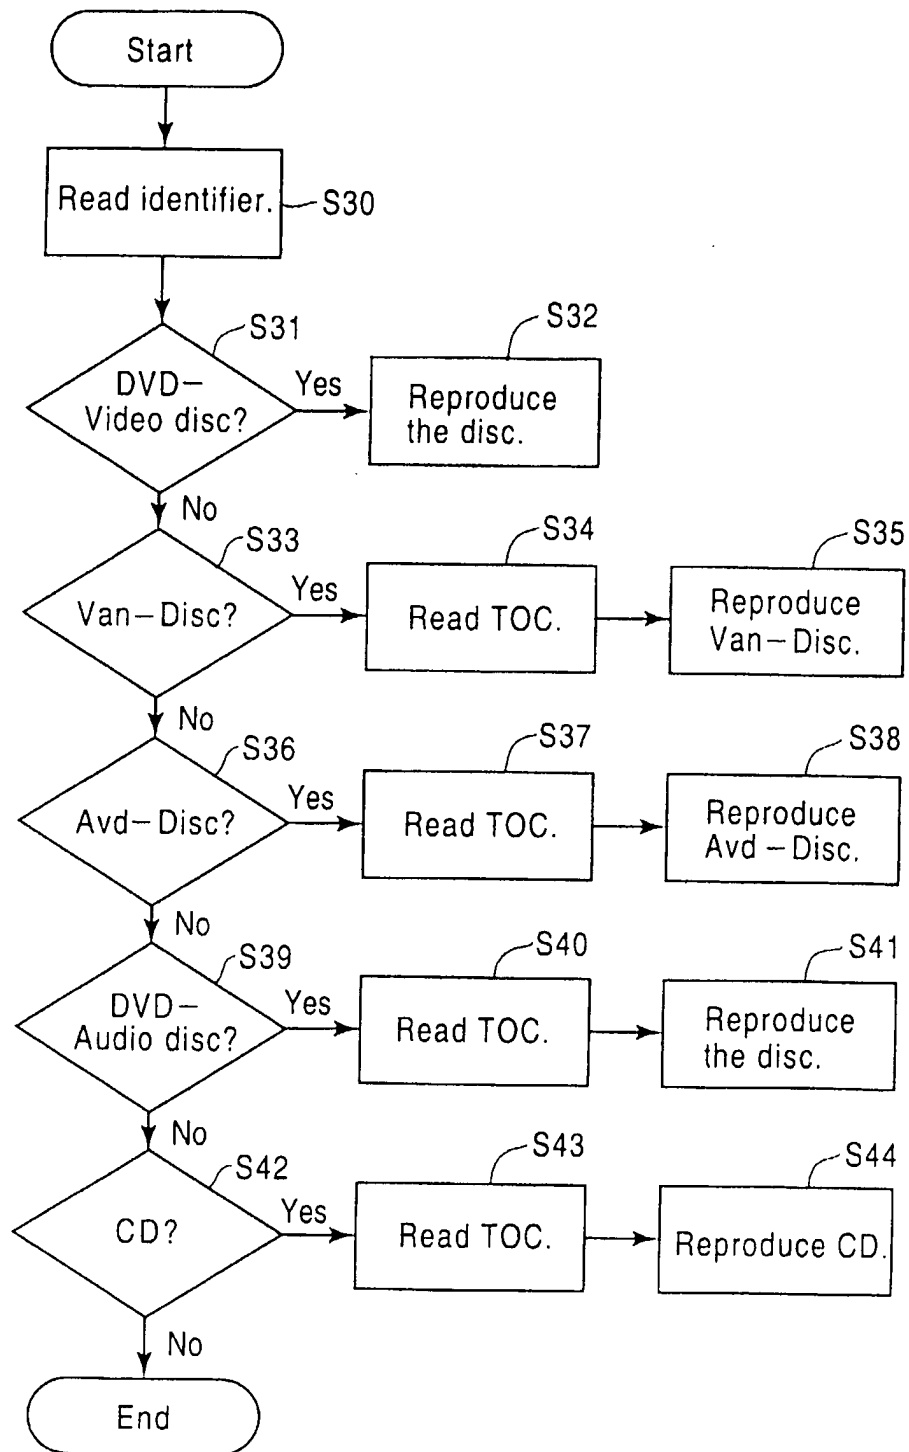 Start
Read identifier.
S30
S31
DVD–
Video disc?
Yes
S32
Reproduce
the disc.
No
S33
Van–Disc?
Yes
S34
Read TOC.
S35
Reproduce
Van–Disc.
No
S36
Avd–Disc?
Yes
S37
Read TOC.
S38
Reproduce
Avd–Disc.
No
S39
DVD–
Audio disc?
Yes
S40
Read TOC.
S41
Reproduce
the disc.
No
S42
CD?
Yes
S43
Read TOC.
S44
Reproduce CD.
No
End